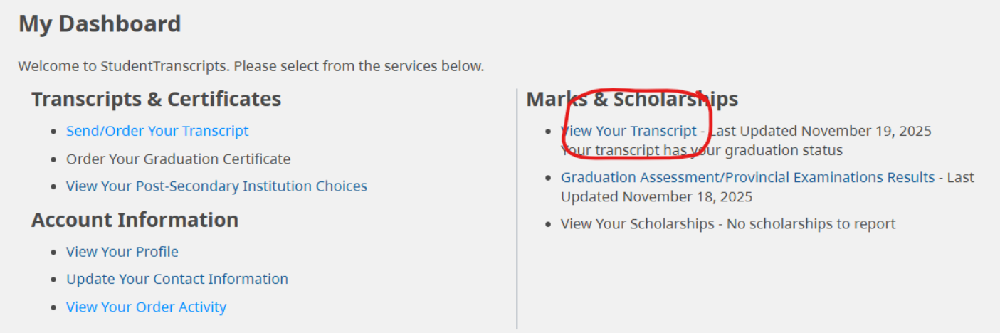 My Dashboard
Welcome to StudentTranscripts. Please select from the services below.
Transcripts & Certificates
Send/Order Your Transcript
Order Your Graduation Certificate
View Your Post-Secondary Institution Choices
Account Information
View Your Profile
Update Your Contact Information
View Your Order Activity
Marks & Scholarships
View Your Transcript - Last Updated November 19, 2025
Your transcript has your graduation status
Graduation Assessment/Provincial Examinations Results - Last
Updated November 18, 2025
View Your Scholarships - No scholarships to report